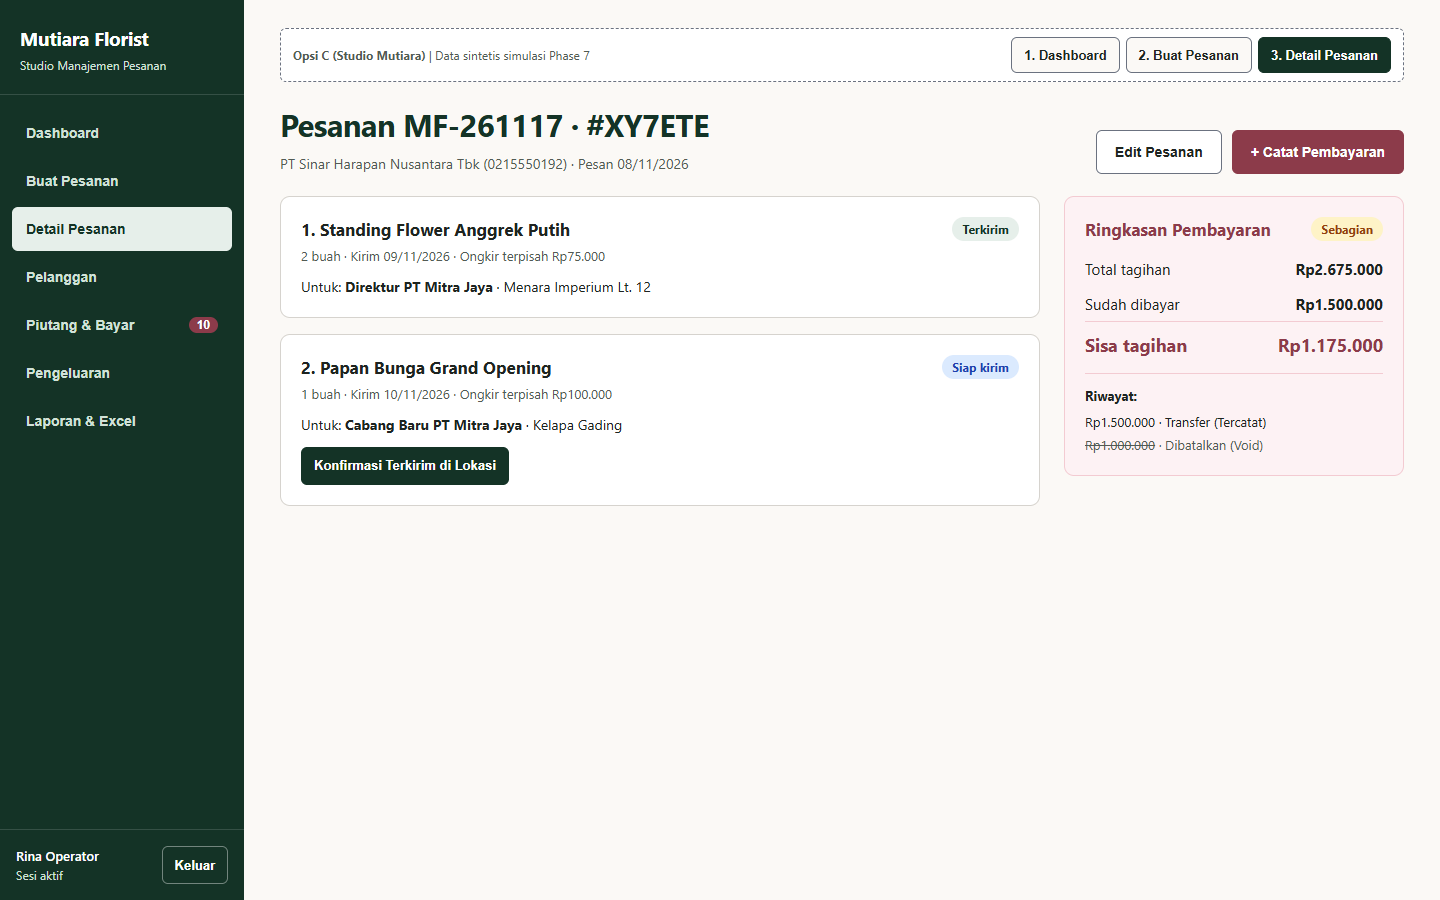 Mutiara Florist
Studio Manajemen Pesanan
Dashboard
Buat Pesanan
Detail Pesanan
Pelanggan
Piutang & Bayar 10
Pengeluaran
Laporan & Excel
Rina Operator
Sesi aktif
Keluar
Opsi C (Studio Mutiara) | Data sintetis simulasi Phase 7
1. Dashboard
2. Buat Pesanan
3. Detail Pesanan
Pesanan MF-261117 · #XY7ETE
PT Sinar Harapan Nusantara Tbk (0215550192) · Pesan 08/11/2026
Edit Pesanan
+ Catat Pembayaran
1. Standing Flower Anggrek Putih
Terkirim
2 buah · Kirim 09/11/2026 · Ongkir terpisah Rp75.000
Untuk: Direktur PT Mitra Jaya · Menara Imperium Lt. 12
2. Papan Bunga Grand Opening
Siap kirim
1 buah · Kirim 10/11/2026 · Ongkir terpisah Rp100.000
Untuk: Cabang Baru PT Mitra Jaya · Kelapa Gading
Konfirmasi Terkirim di Lokasi
Ringkasan Pembayaran
Sebagian
Total tagihan Rp2.675.000
Sudah dibayar Rp1.500.000
Sisa tagihan Rp1.175.000
Riwayat:
Rp1.500.000 · Transfer (Tercatat)
Rp1.000.000 · Dibatalkan (Void)